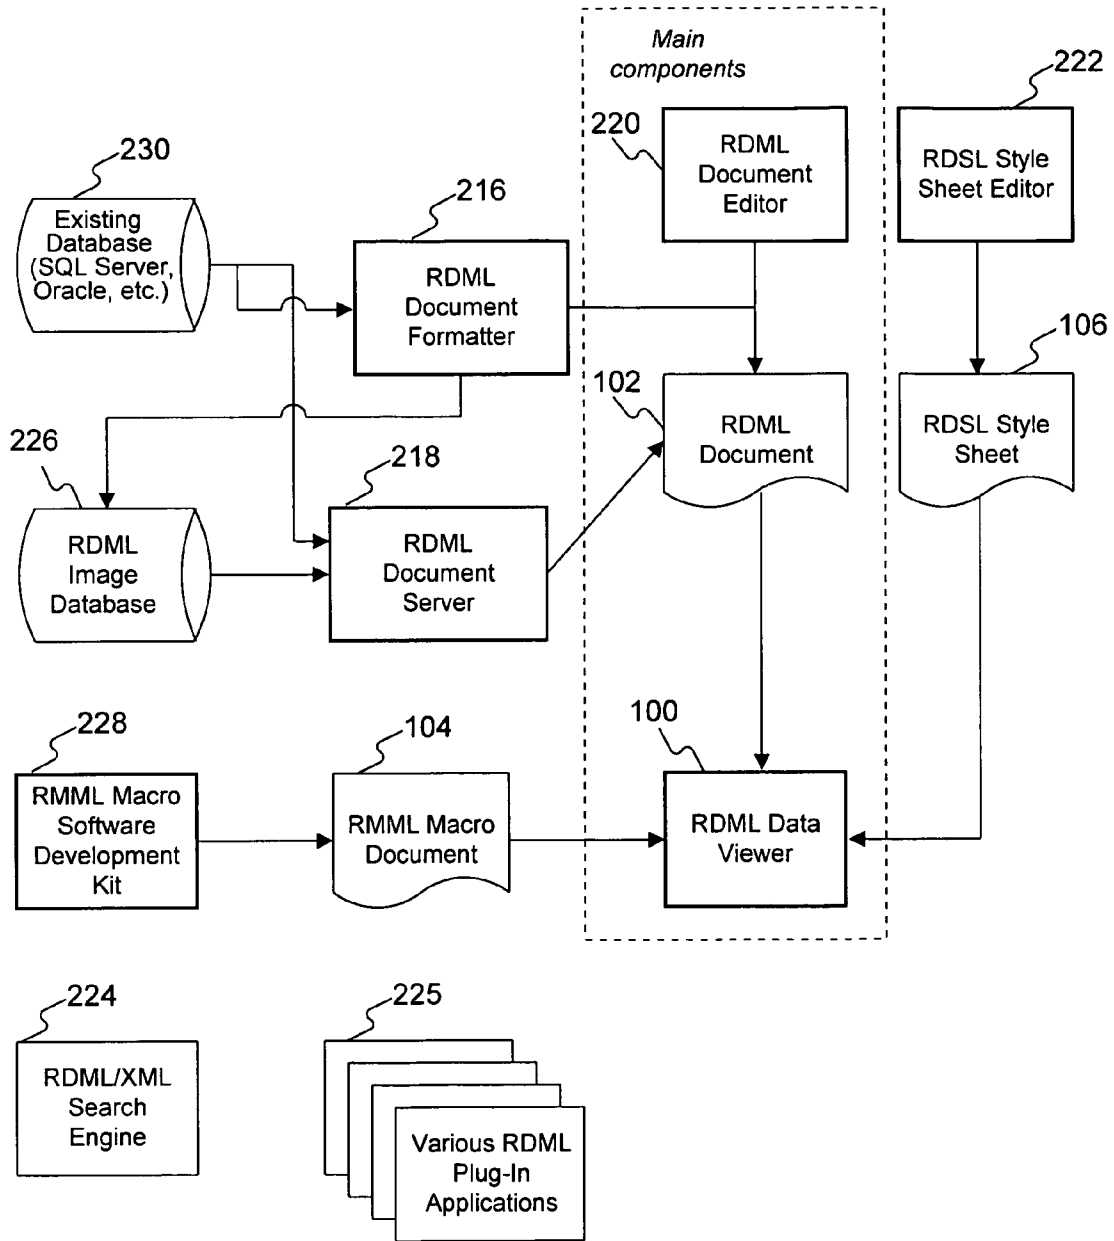 Main
components
222
220
RDML
Document
Editor
RDSL Style
Sheet Editor
230
Existing
Database
(SQL Server,
Oracle, etc.)
216
RDML
Document
Formatter
106
102
RDML
Document
RDSL Style
Sheet
226
RDML
Image
Database
218
RDML
Document
Server
228
RMML Macro
Software
Development
Kit
104
RMML Macro
Document
100
RDML Data
Viewer
224
RDML/XML
Search
Engine
225
Various RDML
Plug-In
Applications